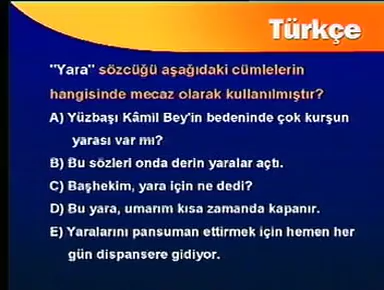 Türkçe
"Yara" sözcüğü aşağıdaki cümlelerin
hangisinde mecaz olarak kullanılmıştır?
A) Yüzbaşı Kâmil Bey'in bedeninde çok kurşun
yarası var mı?
B) Bu sözleri onda derin yaralar açtı.
C) Başhekim, yara için ne dedi?
D) Bu yara, umarım kısa zamanda kapanır.
E) Yaralarını pansuman ettirmek için hemen her
gün dispansere gidiyor.